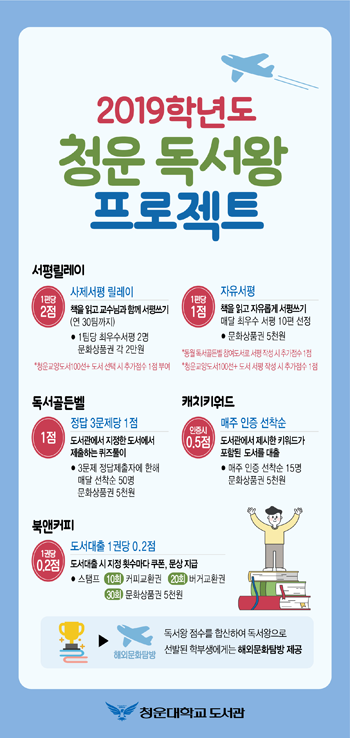 2019학년도
청운 독서왕
프로젝트
서평릴레이
1편당
2점
사제서평 릴레이
책을 읽고 교수님과 함께 서평쓰기
(연 30팀까지)
• 1팀당 최우수서평 2명
문화상품권 각 2만원
*청운교양도서100선+ 도서 선택 시 추가점수 1점 부여
1편당
1점
자유서평
책을 읽고 자유롭게 서평쓰기
매달 최우수 서평 10편 선정
• 문화상품권 5천원
*동월 독서골든벨 참여도서로 서평 작성 시 추가점수 1점
*청운교양도서100선+ 도서 서평 작성 시 추가점수 1점
독서골든벨
1점
정답 3문제당 1점
도서관에서 지정한 도서에서
제출하는 퀴즈풀이
• 3문제 정답제출자에 한해
매달 선착순 50명
문화상품권 5천원
캐치키워드
인증시
0.5점
매주 인증 선착순
도서관에서 제시한 키워드가
포함된 도서를 대출
• 매주 인증 선착순 15명
문화상품권 5천원
북앤커피
1권당
0.2점
도서대출 1권당 0.2점
도서대출 시 지정 횟수마다 쿠폰, 문상 지급
• 스탬프 10회 커피교환권 20회 버거교환권
30회 문화상품권 5천원
해외문화탐방
독서왕 점수를 합산하여 독서왕으로
선발된 학부생에게는 해외문화탐방 제공
청운대학교 도서관